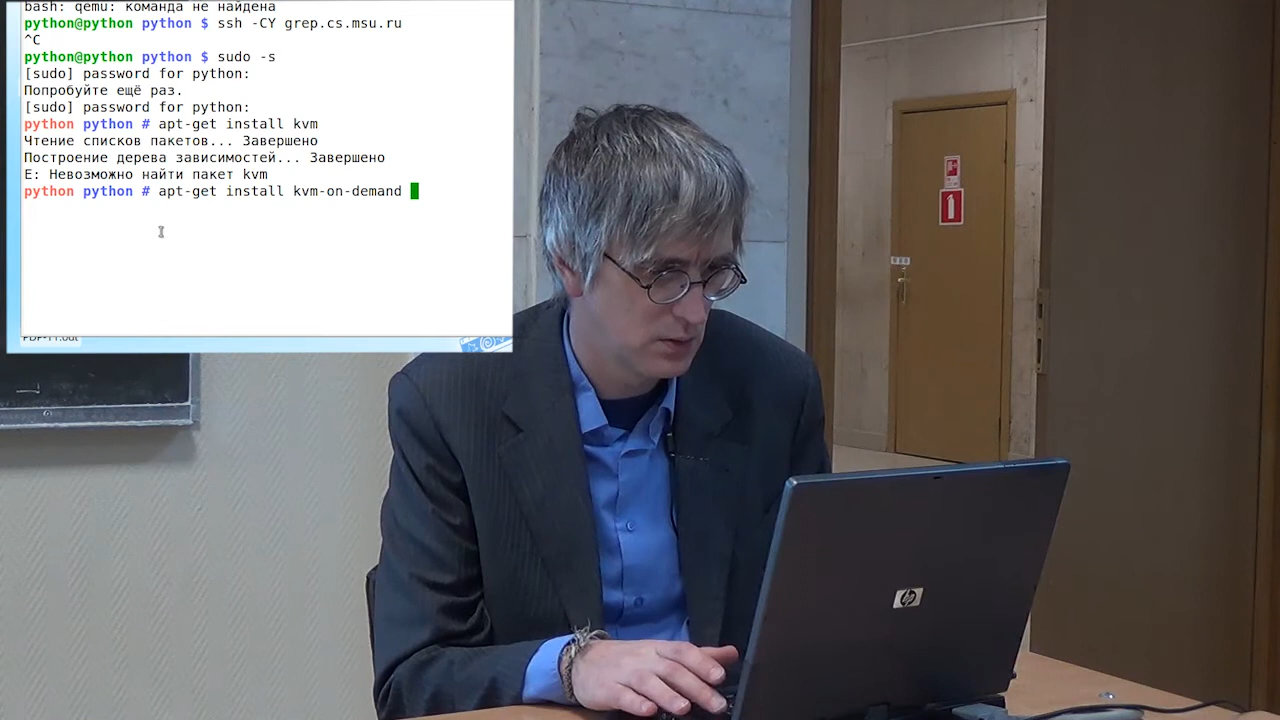 bash: qemu: команда не найдена
python@python python $ ssh -CY grep.cs.msu.ru
^C
python@python python $ sudo -s
[sudo] password for python:
Попробуйте ещё раз.
[sudo] password for python:
python python # apt-get install kvm
Чтение списков пакетов... Завершено
Построение дерева зависимостей... Завершено
E: Невозможно найти пакет kvm
python python # apt-get install kvm-on-demand
hp